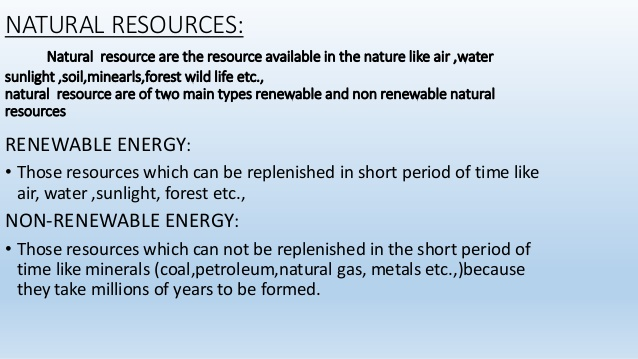 NATURAL RESOURCES:
Natural resource are the resource available in the nature like air ,water
sunlight ,soil,minearls,forest wild life etc.,
natural resource are of two main types renewable and non renewable natural
resources
RENEWABLE ENERGY:
• Those resources which can be replenished in short period of time like
air, water ,sunlight, forest etc.,
NON-RENEWABLE ENERGY:
• Those resources which can not be replenished in the short period of
time like minerals (coal,petroleum,natural gas, metals etc.,)because
they take millions of years to be formed.